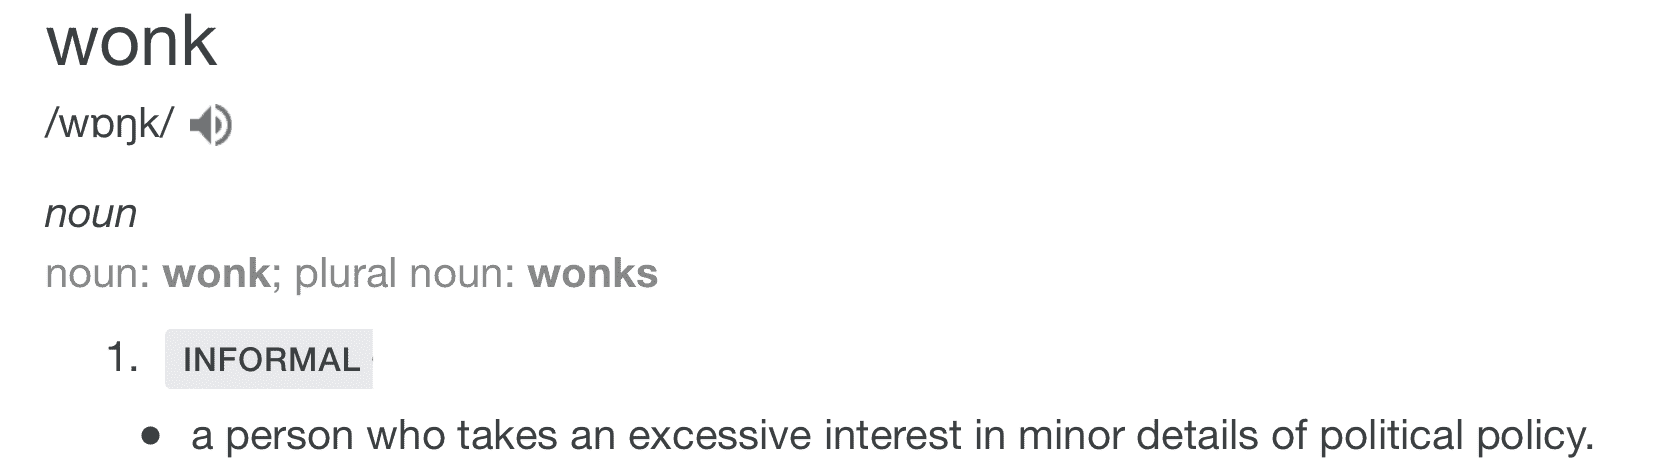 wonk
/wɒŋk/
noun
noun: wonk; plural noun: wonks
1. INFORMAL
• a person who takes an excessive interest in minor details of political policy.